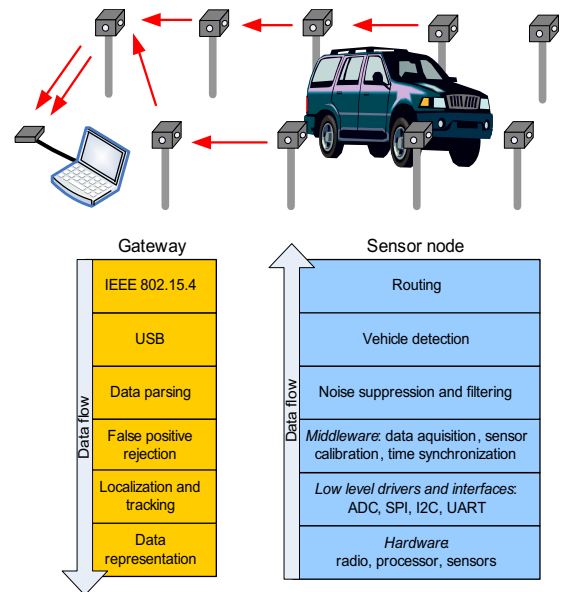 Gateway
Sensor node
Data flow
IEEE 802.15.4
USB
Data parsing
False positive
rejection
Localization and
tracking
Data
representation
Data flow
Routing
Vehicle detection
Noise suppression and filtering
Middleware: data aquisition, sensor
calibration, time synchronization
Low level drivers and interfaces:
ADC, SPI, I2C, UART
Hardware:
radio, processor, sensors